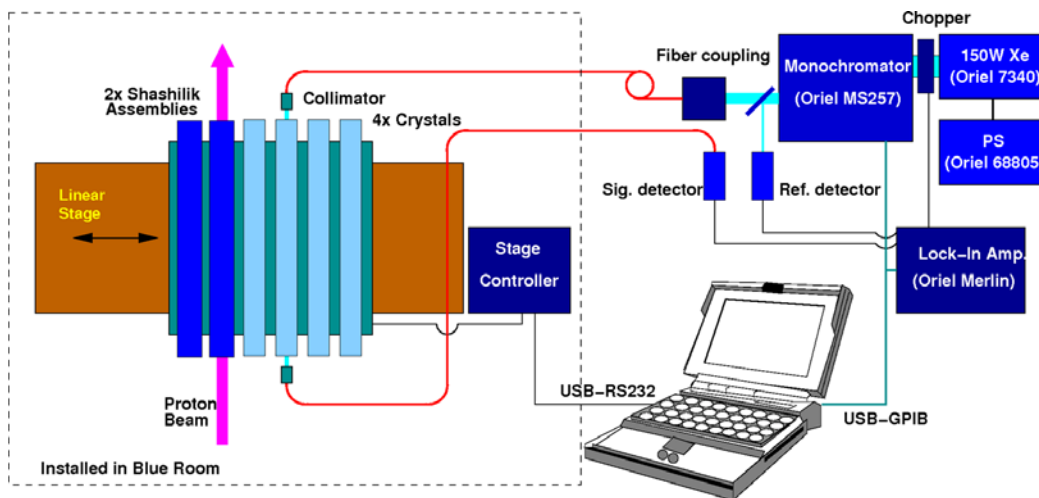 Chopper
Fiber coupling
Monochromator
(Oriel MS257)
150W Xe
(Oriel 7340)
2x Shashilik
Assemblies
Collimator
4x Crystals
PS
(Oriel 68805)
Linear
Stage
Sig. detector
Ref. detector
Stage
Controller
Lock-In Amp.
(Oriel Merlin)
USB-RS232
USB-GPIB
Proton
Beam
Installed in Blue Room